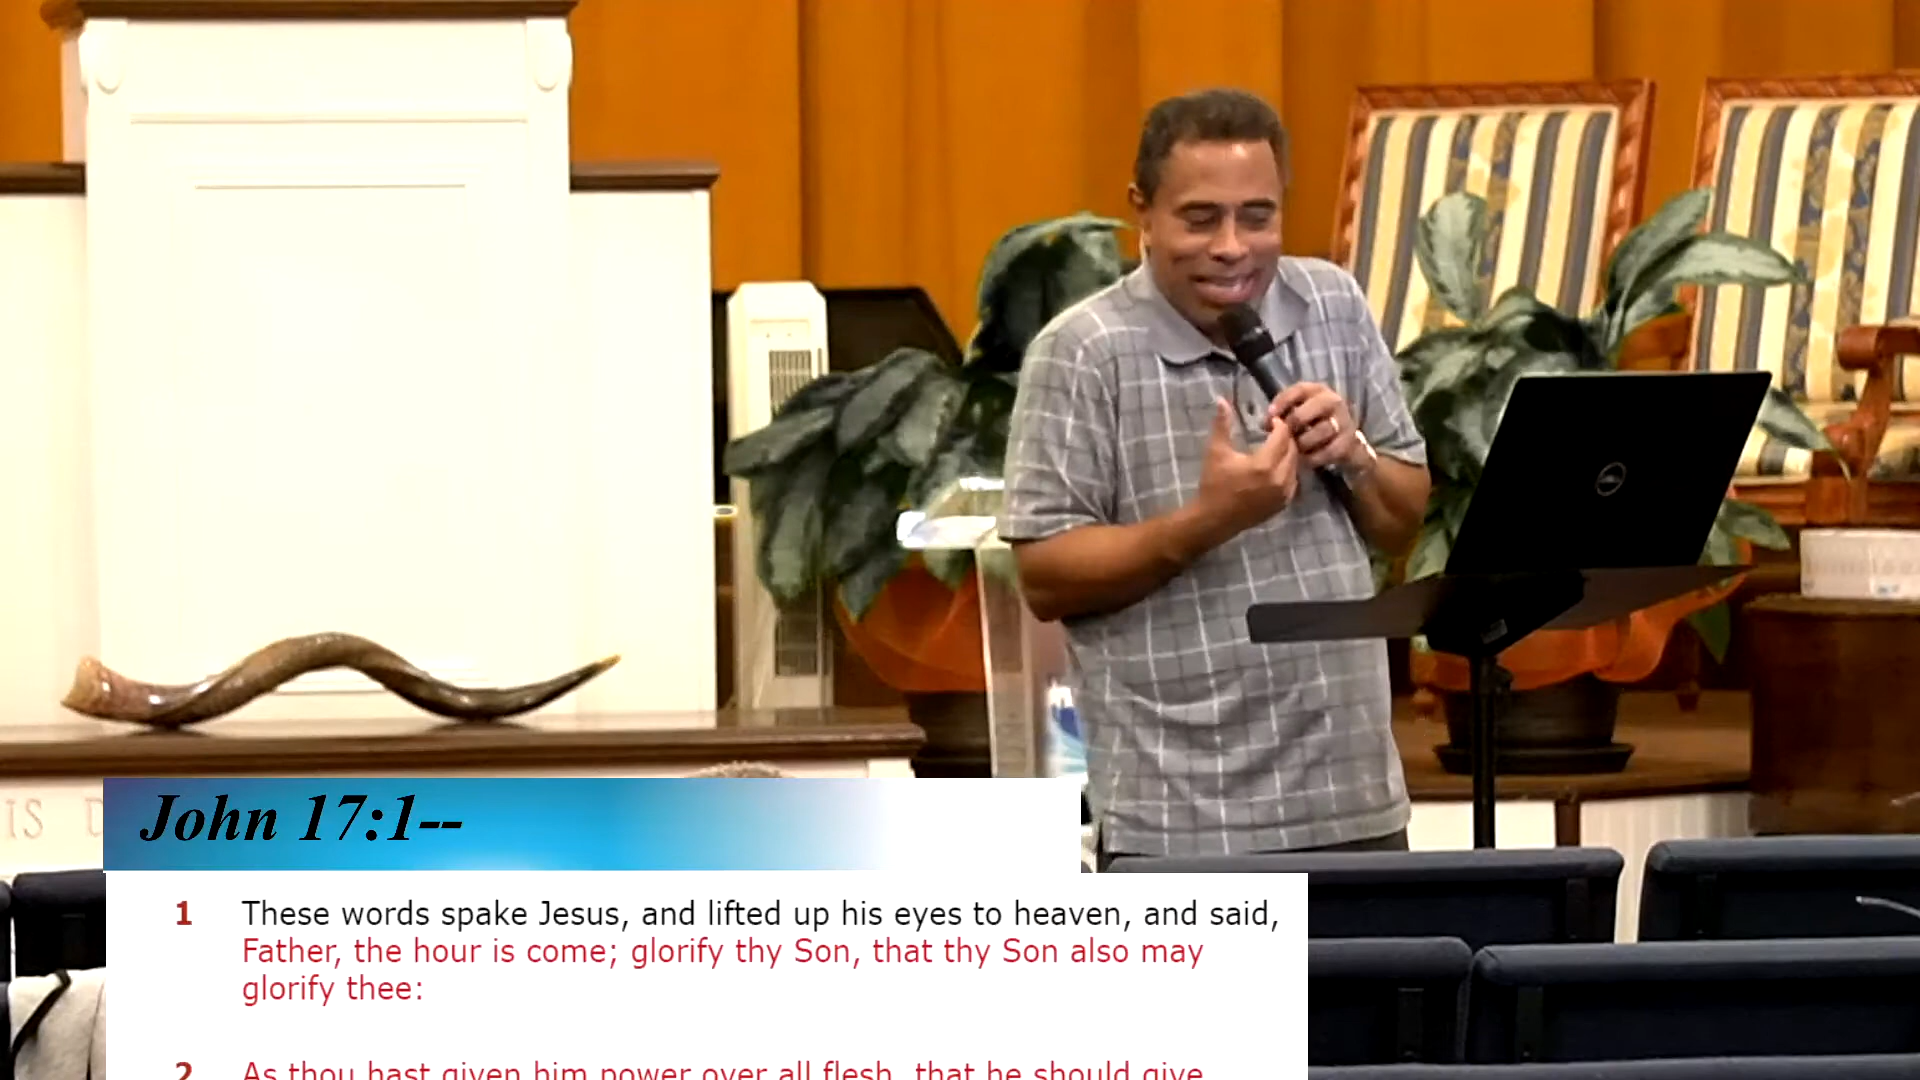 John 17:1--
IS D
1 These words spake Jesus, and lifted up his eyes to heaven, and said,
Father, the hour is come; glorify thy Son, that thy Son also may
glorify thee:
2 As thou hast given him power over all flesh, that he should give